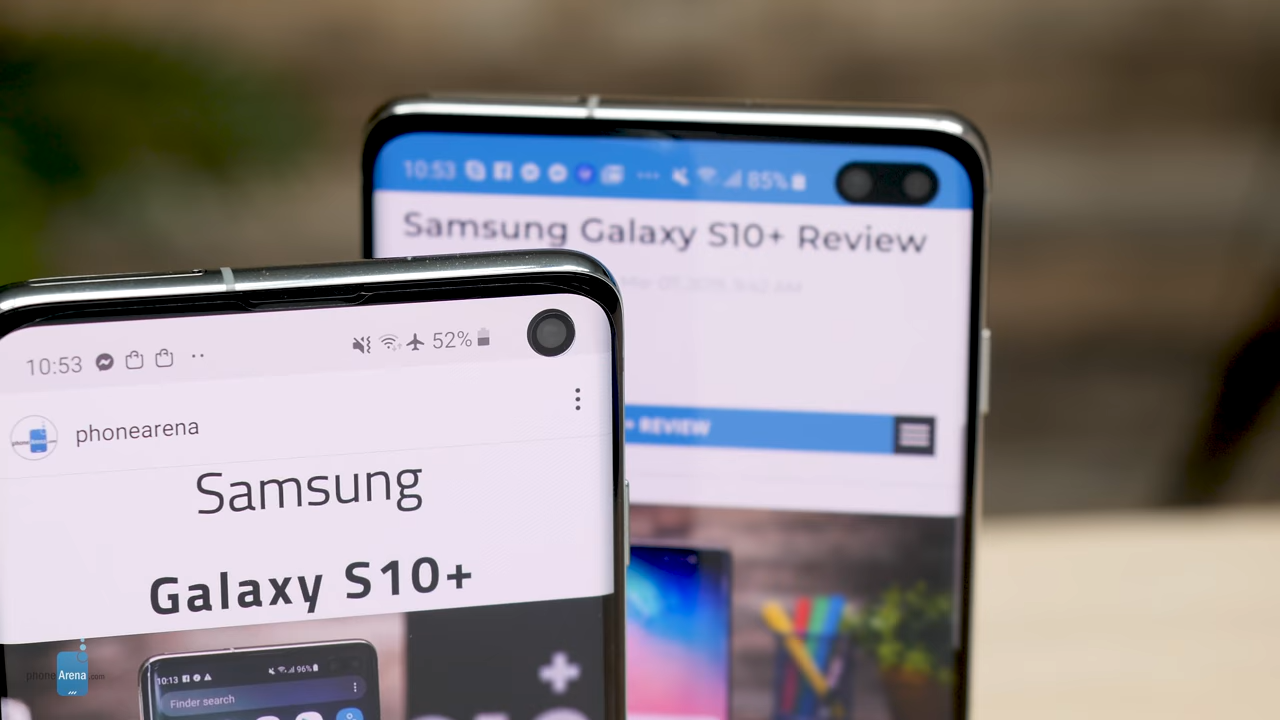 10:53 85%
Samsung Galaxy S10+ Review
REVIEW
10:53 52%
phonearena
Samsung
Galaxy S10+
10:13 96%
Finder search
phoneArena.com